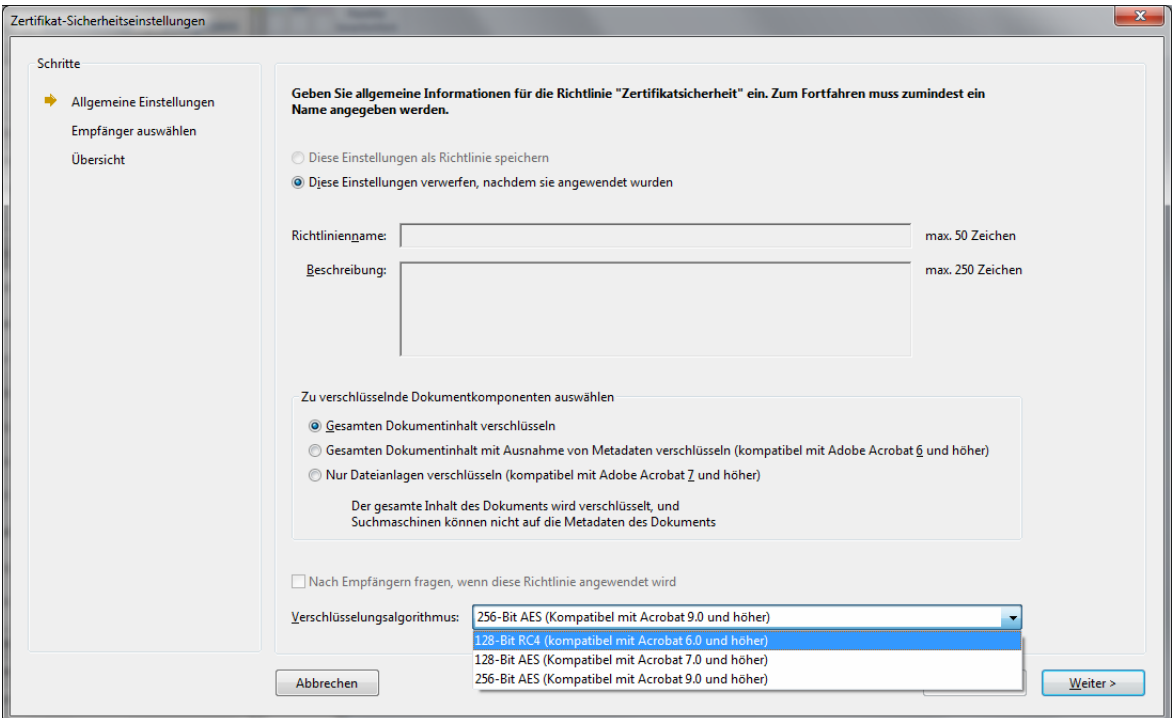 Zertifikat-Sicherheitseinstellungen
Schritte
Allgemeine Einstellungen
Empfänger auswählen
Übersicht
Geben Sie allgemeine Informationen für die Richtlinie "Zertifikatsicherheit" ein. Zum Fortfahren muss zumindest ein
Name angegeben werden.
Diese Einstellungen als Richtlinie speichern
Diese Einstellungen verwerfen, nachdem sie angewendet wurden
Richtlinienname:
max. 50 Zeichen
Beschreibung:
max. 250 Zeichen
Zu verschlüsselnde Dokumentkomponenten auswählen
Gesamten Dokumentinhalt verschlüsseln
Gesamten Dokumentinhalt mit Ausnahme von Metadaten verschlüseln (kompatibel mit Adobe Acrobat 6 und höher)
Nur Dateianlagen verschlüseln (kompatibel mit Adobe Acrobat 7 und höher)
Der gesamte Inhalt des Dokuments wird verschlüsselt, und
Suchmaschinen können nicht auf die Metadaten des Dokuments
Nach Empfängern fragen, wenn diese Richtlinie angewendet wird
Verschlüsselungsalgorithmus:
256-Bit AES (Kompatibel mit Acrobat 9.0 und höher)
128-Bit RC4 (kompatibel mit Acrobat 6.0 und höher)
128-Bit AES (Kompatibel mit Acrobat 7.0 und höher)
256-Bit AES (Kompatibel mit Acrobat 9.0 und höher)
Abbrechen
Weiter >